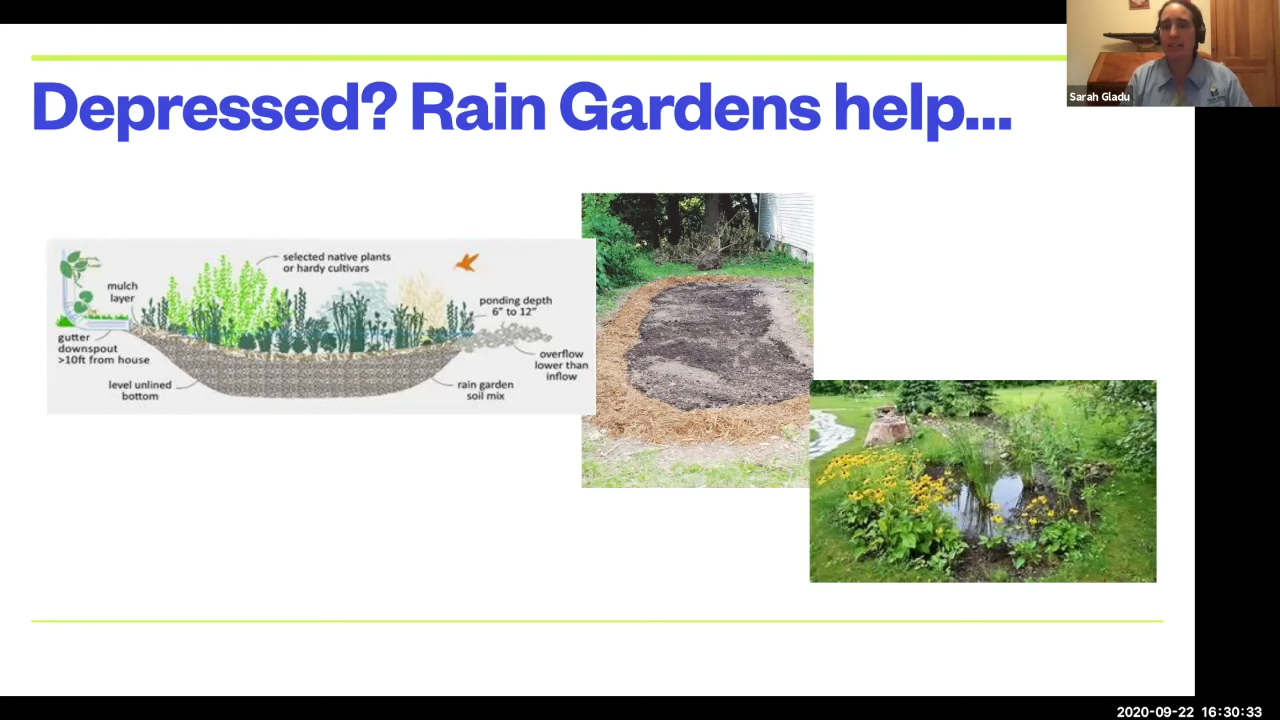 Depressed? Rain Gardens help...
Sarah Gladu
selected native plants
or hardy cultivars
mulch
layer
ponding depth
6" to 12"
gutter
downspout
>10ft from house
overflow
lower than
inflow
level unlined
bottom
rain garden
soil mix
2020-09-22 16:30:33